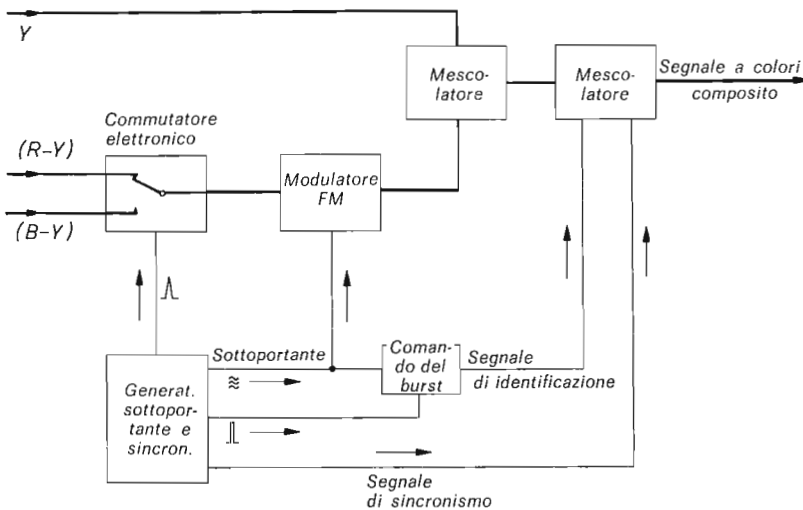 Y
Mesco-
latore
Mesco-
latore
Segnale a colori
composito
Commutatore
elettronico
(R-Y)
(B-Y)
Modulatore
FM
Sottoportante
Generat.
sottopor-
tante e
sincron.
Coman-
do del
burst
Segnale
di identificazione
Segnale
di sincronismo